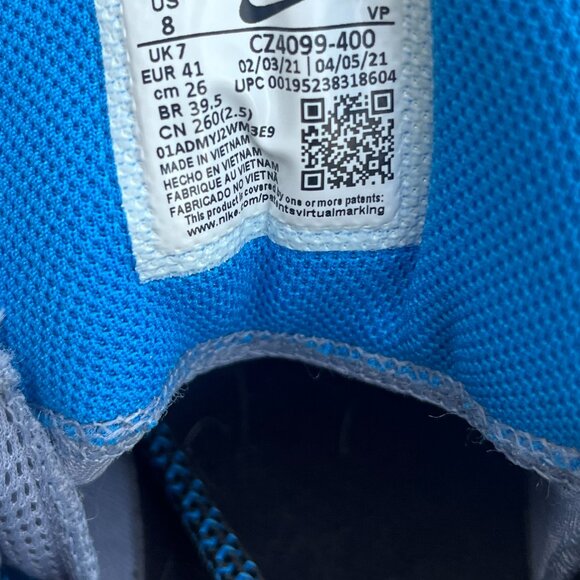 US
8
VP
UK 7
EUR 41
cm 26
BR 39.5
CN 260(2.5)
01ADMYJ2WM3E9
MADE IN VIETNAM
HECHO EN VIETNAM
FABRIQUE AU VIETNAM
FABRICADO NO VIETNÃ
CZ4099-400
02/03/21 | 04/05/21
UPC 00195238318604
This product is covered by one or more patents:
www.nike.com/patentsvirtualmarking